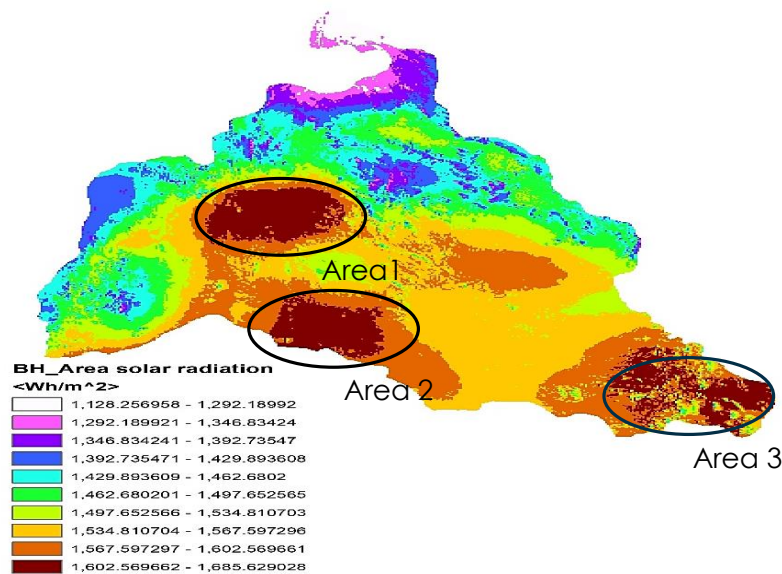 Area1
Area 2
BH_Area solar radiation
<Wh/m^2>
1,128.256958 - 1,292.18992
1,292.189921 - 1,346.83424
1,346.834241 - 1,392.73547
1,392.735471 - 1,429.893608
1,429.893609 - 1,462.6802
1,462.680201 - 1,497.652565
1,497.652566 - 1,534.810703
1,534.810704 - 1,567.597296
1,567.597297 - 1,602.569661
1,602.569662 - 1,685.629028
Area 3